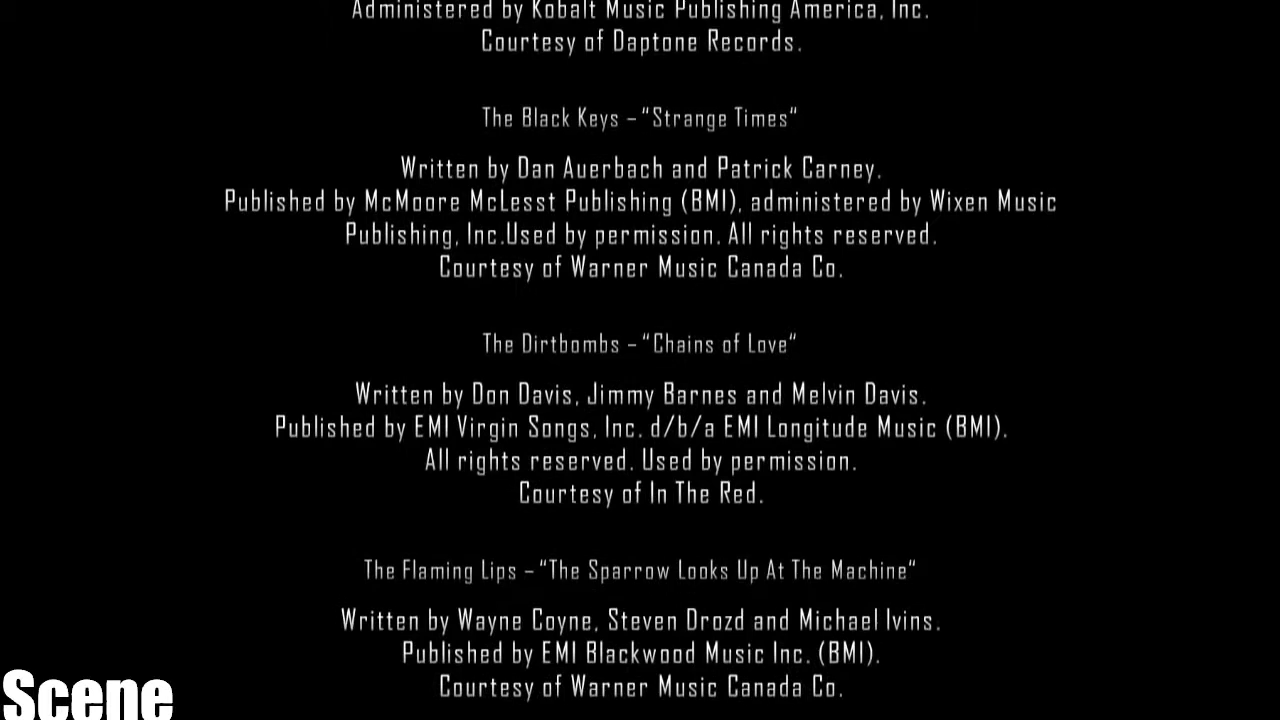 Administered by Kobalt Music Publishing America, Inc.
Courtesy of Daptone Records.
The Black Keys – “Strange Times“
Written by Dan Auerbach and Patrick Carney.
Published by McMoore McLesst Publishing (BMI), administered by Wixen Music
Publishing, Inc.Used by permission. All rights reserved.
Courtesy of Warner Music Canada Co.
The Dirtbombs – “Chains of Love“
Written by Don Davis, Jimmy Barnes and Melvin Davis.
Published by EMI Virgin Songs, Inc. d/b/a EMI Longitude Music (BMI).
All rights reserved. Used by permission.
Courtesy of In The Red.
The Flaming Lips – “The Sparrow Looks Up At The Machine“
Written by Wayne Coyne, Steven Drozd and Michael Ivins.
Published by EMI Blackwood Music Inc. (BMI).
Courtesy of Warner Music Canada Co.
Scene